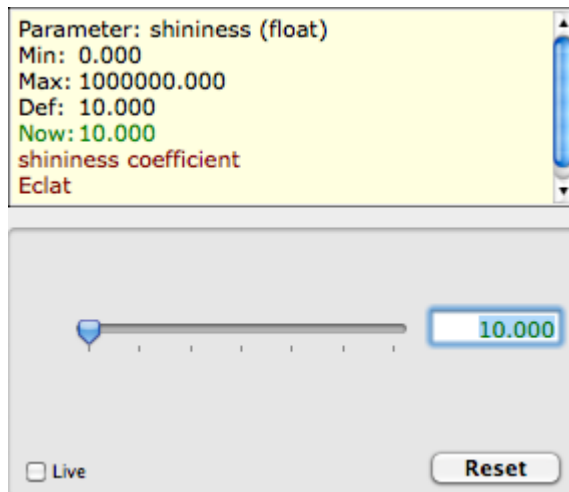 Parameter: shininess (float)
Min: 0.000
Max: 1000000.000
Def: 10.000
Now: 10.000
shininess coefficient
Eclat
10.000
Live
Reset